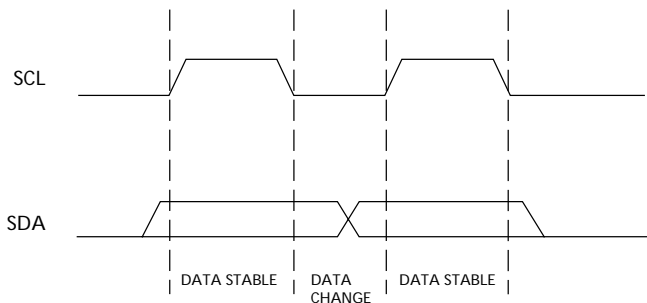 SCL
SDA
DATA STABLE
DATA
CHANGE
DATA STABLE